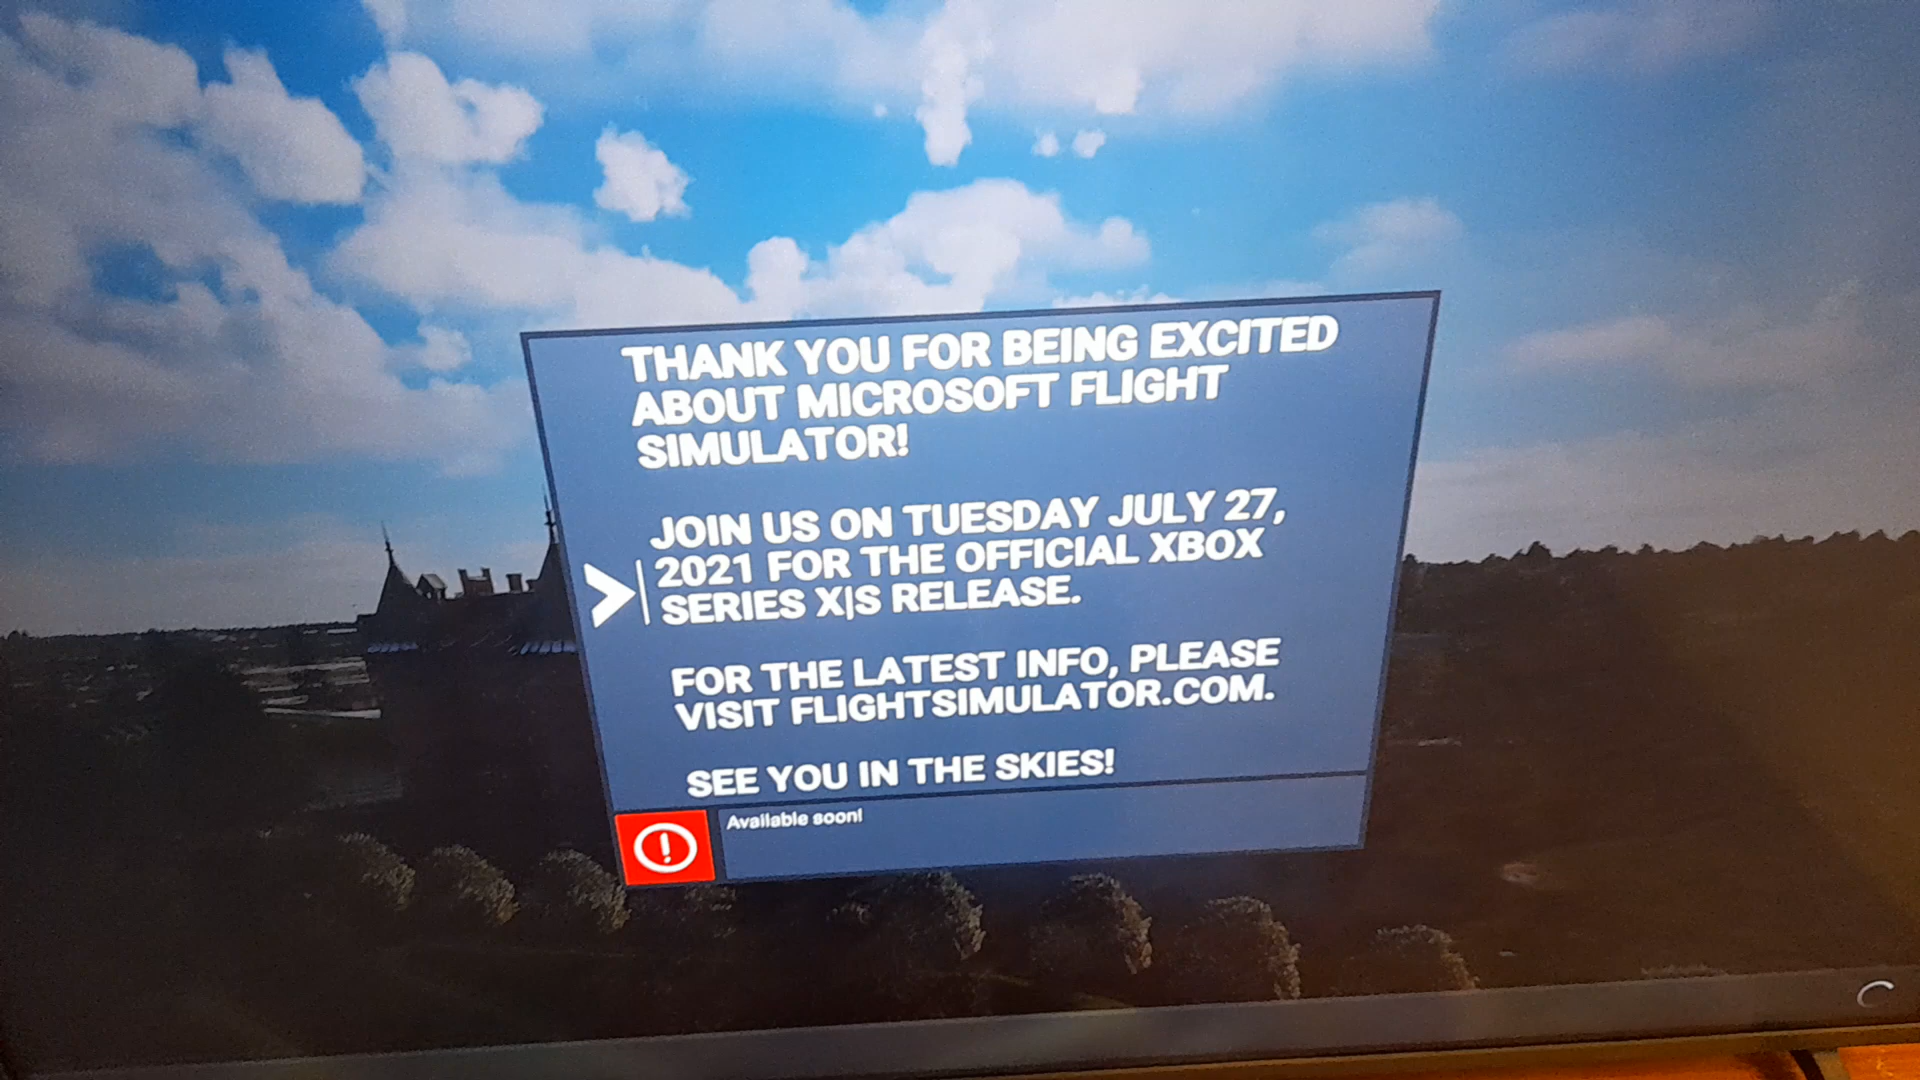 THANK YOU FOR BEING EXCITED
ABOUT MICROSOFT FLIGHT
SIMULATOR!
JOIN US ON TUESDAY JULY 27,
2021 FOR THE OFFICIAL XBOX
SERIES X|S RELEASE.
FOR THE LATEST INFO, PLEASE
VISIT FLIGHTSIMULATOR.COM.
SEE YOU IN THE SKIES!
Available soon!